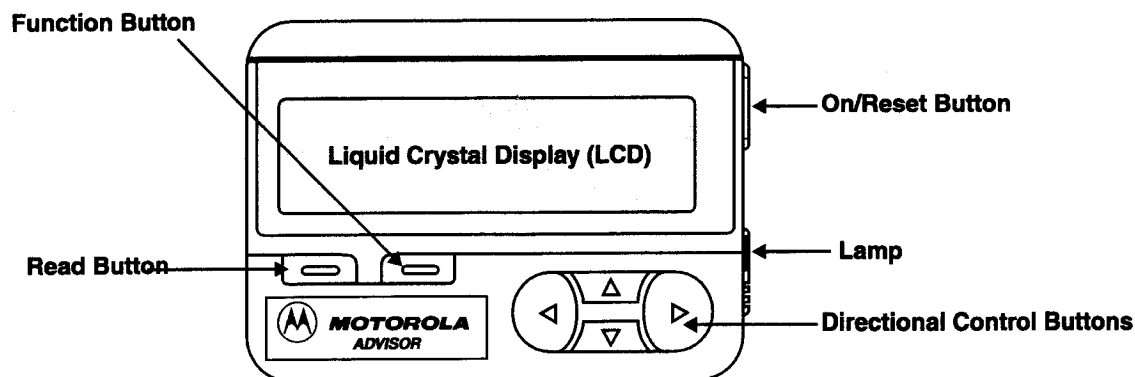 Function Button
On/Reset Button
Liquid Crystal Display (LCD)
Lamp
Read Button
MOTOROLA
ADVISOR
Directional Control Buttons